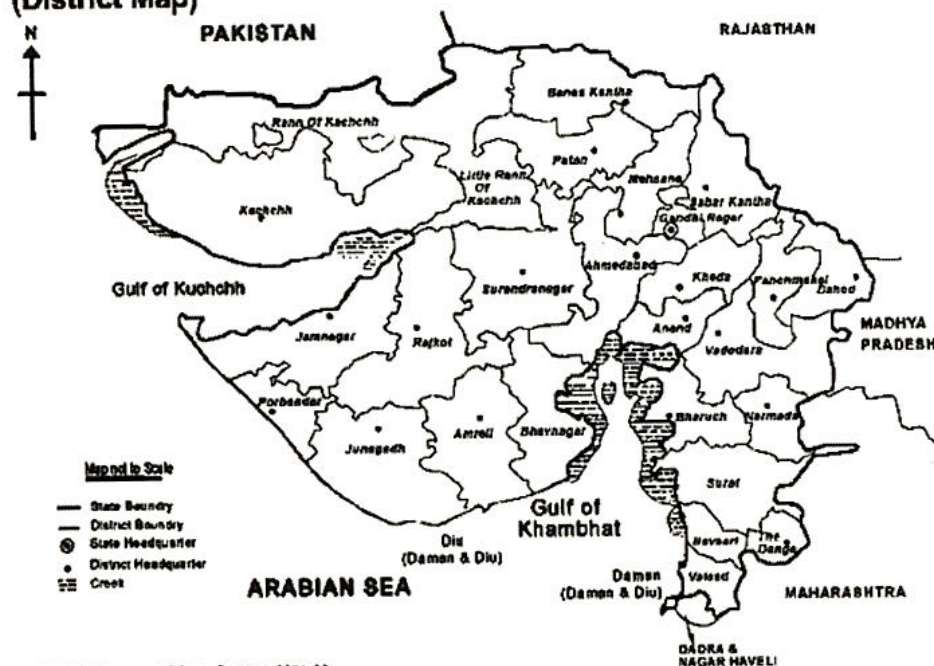 (District Map)
N
PAKISTAN
RAJASTHAN
Banas Kantha
Rann Of Kachchh
Patan
Mehsana
Little Rann
Of
Kachchh
Sabar Kantha
Gandhi Nagar
Kachchh
Ahmedabad
Kheda
Panchmahal
Dahod
Gulf of Kuchchh
Surendranagar
Jamnagar
Rajkot
Anand
Vadodara
MADHYA
PRADESH
Porbandar
Bharuch
Narmada
Junagadh
Amreli
Bhavnagar
Map not to Scale
Surat
State Boundry
District Boundry
State Headquarter
District Headquarter
Creek
Gulf of
Khambhat
Navsari
The
Dangs
Diu
(Daman & Diu)
ARABIAN SEA
Daman
(Daman & Diu)
Valsad
MAHARASHTRA
DADRA &
NAGAR HAVELI